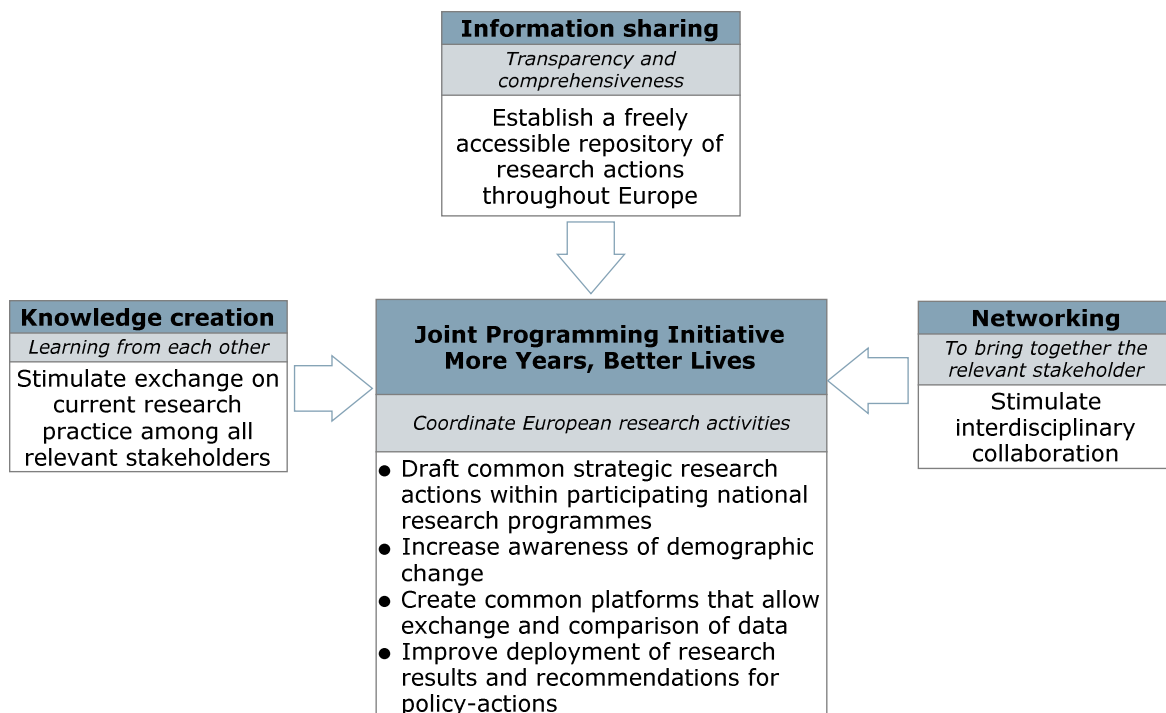 Information sharing
Transparency and
comprehensiveness
Establish a freely
accessible repository of
research actions
throughout Europe
Knowledge creation
Learning from each other
Stimulate exchange on
current research
practice among all
relevant stakeholders
Joint Programming Initiative
More Years, Better Lives
Coordinate European research activities
● Draft common strategic research
actions within participating national
research programmes
● Increase awareness of demographic
change
● Create common platforms that allow
exchange and comparison of data
● Improve deployment of research
results and recommendations for
policy-actions
Networking
To bring together the
relevant stakeholder
Stimulate
interdisciplinary
collaboration